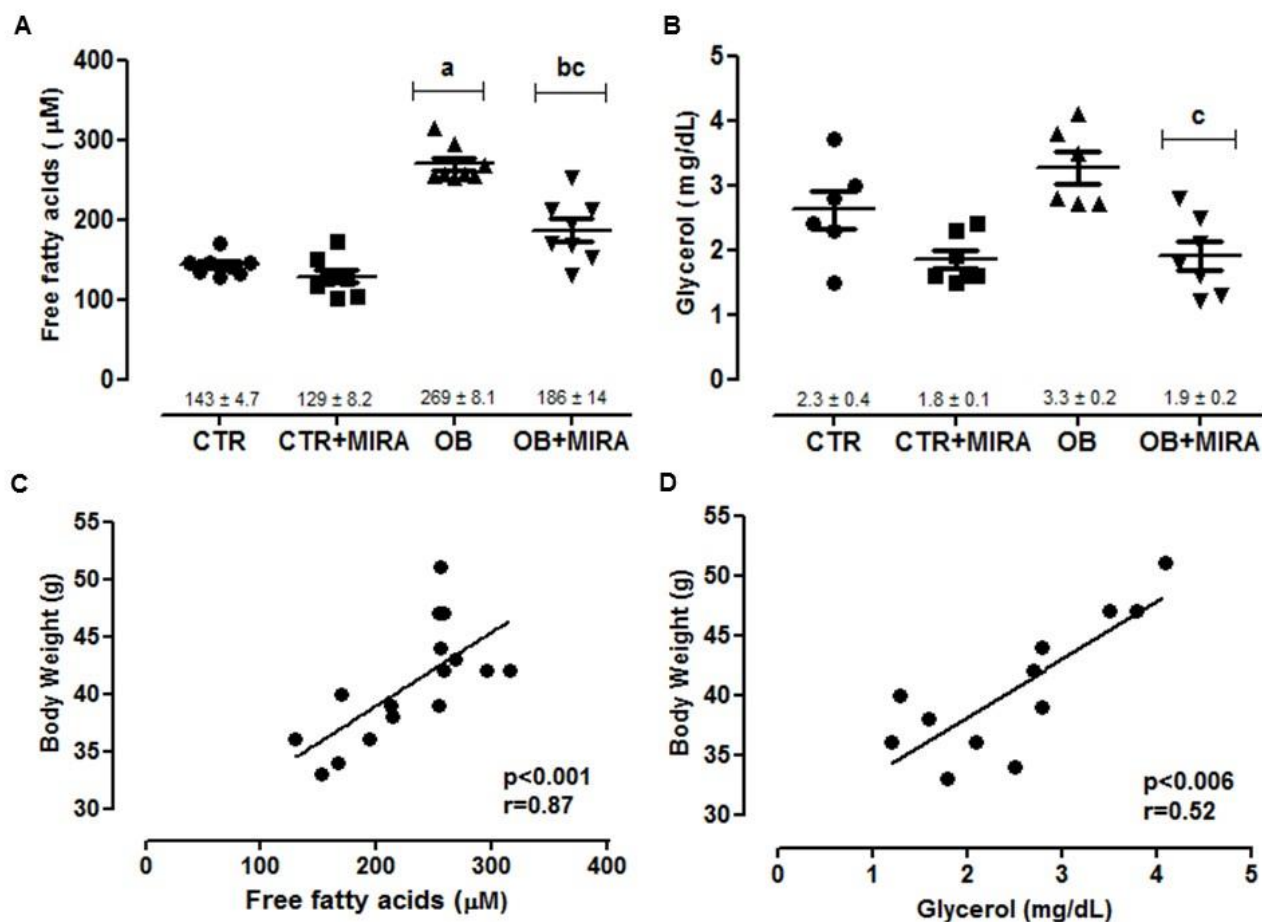 A
Free fatty acids ( μM)
400
300
200
100
0
a
bc
143 ± 4.7 129 ± 8.2 269 ± 8.1 186 ± 14
CTR CTR+MIRA OB OB+MIRA
B
Glycerol (mg/dL)
5
4
3
2
1
0
c
2.3 ± 0.4 1.8 ± 0.1 3.3 ± 0.2 1.9 ± 0.2
CTR CTR+MIRA OB OB+MIRA
C
Body Weight (g)
55
50
45
40
35
30
p<0.001
r=0.87
0 100 200 300 400
Free fatty acids (μM)
D
Body Weight (g)
55
50
45
40
35
30
p<0.006
r=0.52
0 1 2 3 4 5
Glycerol (mg/dL)